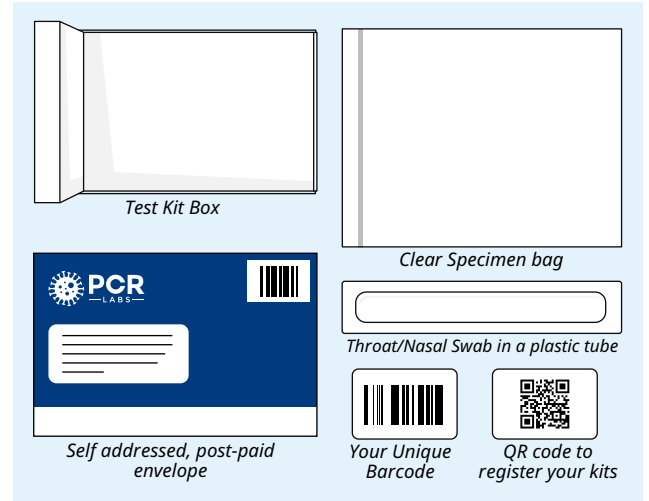 Test Kit Box
Clear Specimen bag
PCR
LABS
Self addressed, post-paid
envelope
Throat/Nasal Swab in a plastic tube
Your Unique
Barcode
QR code to
register your kits